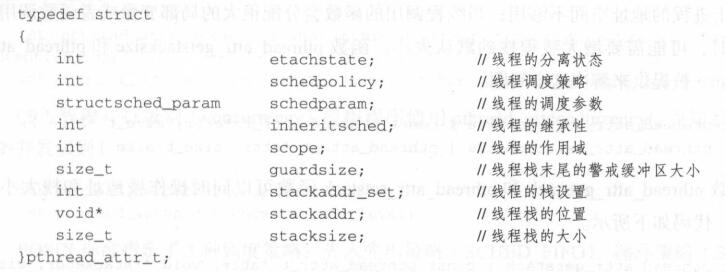 typedef struct
{
int etachstate; //线程的分离状态
int schedpolicy; //线程调度策略
structsched_param schedparam; //线程的调度参数
int inheritsched; //线程的继承性
int scope; //线程的作用域
size_t guardsize; //线程栈末尾的警戒缓冲区大小
int stackaddr_set; //线程的栈设置
void* stackaddr; //线程栈的位置
size_t stacksize; //线程栈的大小
}pthread_attr_t;